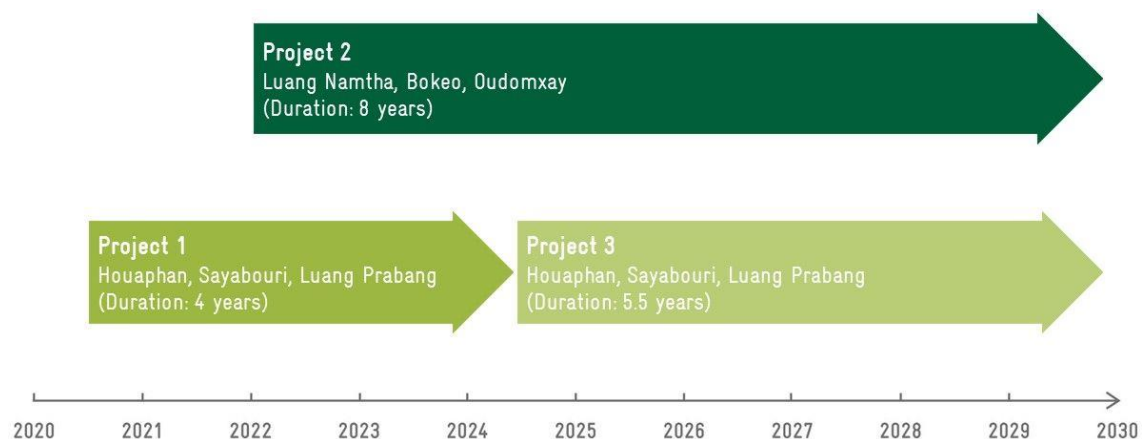 Project 2
Luang Namtha, Bokeo, Oudomxay
(Duration: 8 years)
Project 1
Houaphan, Sayabouri, Luang Prabang
(Duration: 4 years)
Project 3
Houaphan, Sayabouri, Luang Prabang
(Duration: 5.5 years)
2020 2021 2022 2023 2024 2025 2026 2027 2028 2029 2030